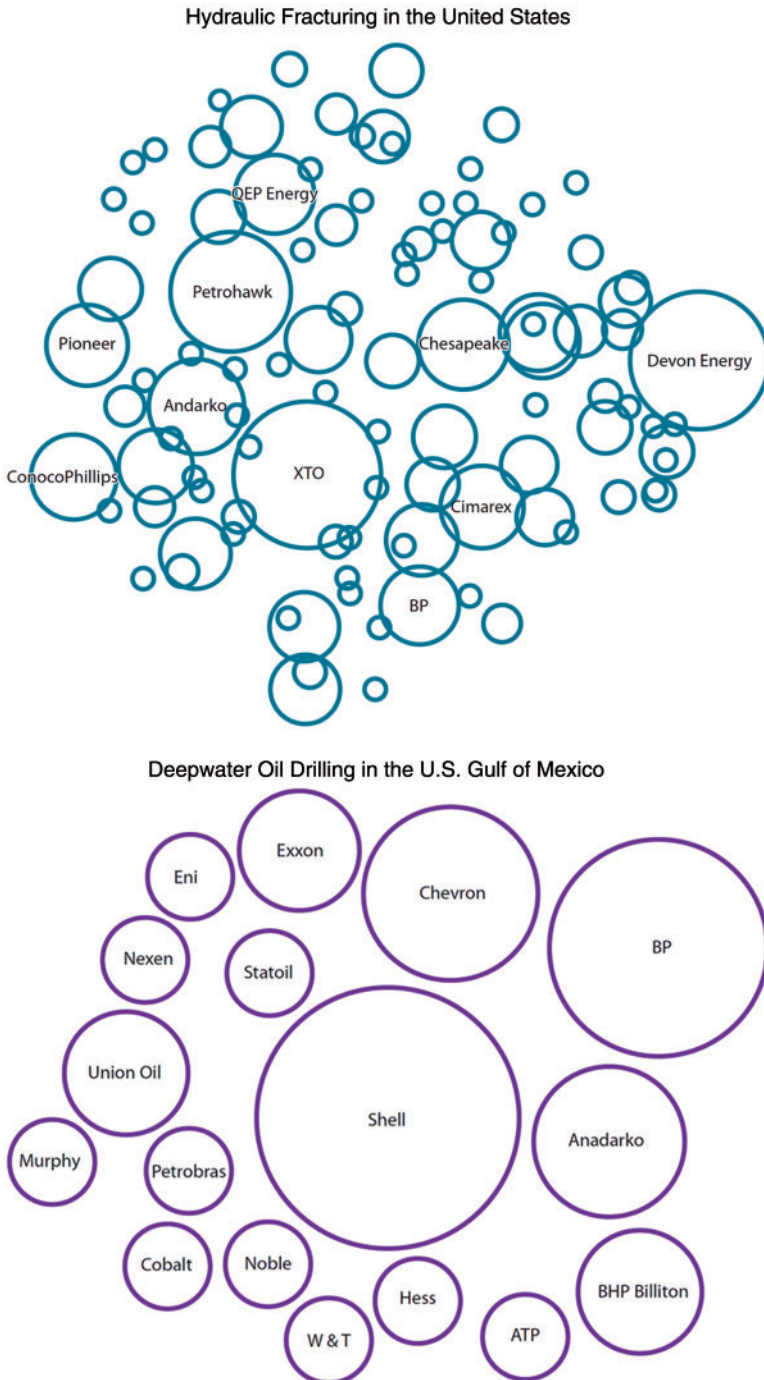 Hydraulic Fracturing in the United States
QEP Energy
Petrohawk
Pioneer
Chesapeake
Devon Energy
Andarko
XTO
ConocoPhillips
Cimarex
BP
Deepwater Oil Drilling in the U.S. Gulf of Mexico
Exxon
Eni
Chevron
BP
Nexen
Statoil
Union Oil
Shell
Anadarko
Murphy
Petrobras
Cobalt
Noble
BHP Billiton
Hess
W & T
ATP